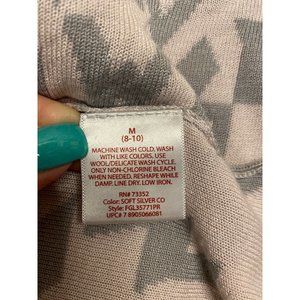 M
(8-10)
MACHINE WASH COLD, WASH
WITH LIKE COLORS. USE
WOOL/DELICATE WASH CYCLE.
ONLY NON-CHLORINE BLEACH
WHEN NEEDED. RESHAPE WHILE
DAMP. LINE DRY. LOW IRON.
RN# 73352
Color: SOFT SILVER CO
Style: FGL35771PR
UPC# 7 8905066081